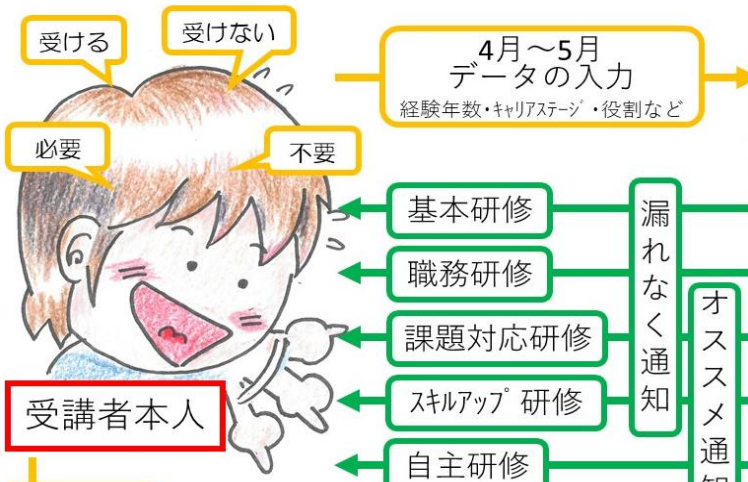 受ける
受けない
必要
不要
4月～5月
データの入力
経験年数・ｷｬﾘｱｽﾃｰｼﾞ・役割など
基本研修
職務研修
課題対応研修
ｽｷﾙｱｯﾌﾟ研修
自主研修
漏れなく通知
オススメ通知
受講者本人